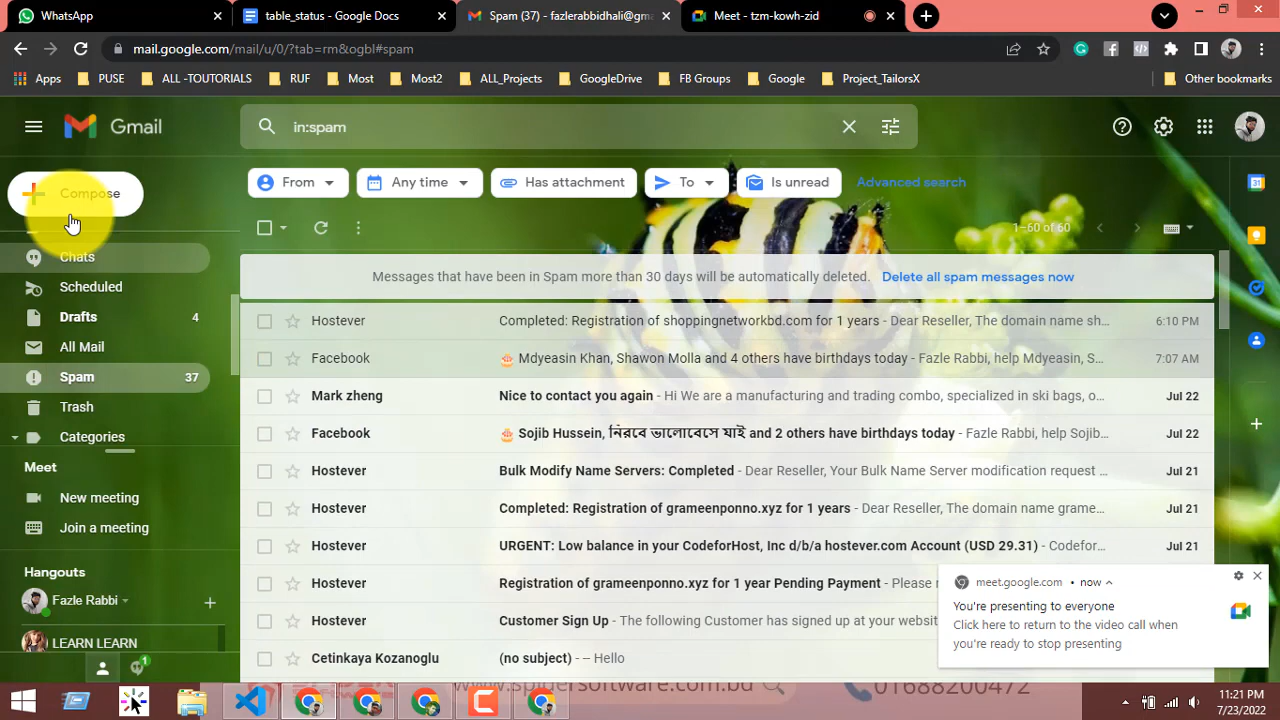 WhatsApp
table_status - Google Docs
Spam (37) - fazlerabbidhali@gma
Meet - tzm-kowh-zid
mail.google.com/mail/u/0/?tab=rm&ogbl#spam
Apps PUSE ALL -TOUTORIALS RUF Most Most2 ALL_Projects GoogleDrive FB Groups Google Project_TailorsX Other bookmarks
Gmail
in:spam
Compose
From Any time Has attachment To Is unread Advanced search
1–60 of 60
Chats
Scheduled
Drafts 4
All Mail
Spam 37
Trash
Categories
Meet
New meeting
Join a meeting
Hangouts
Fazle Rabbi
LEARN LEARN
1
Messages that have been in Spam more than 30 days will be automatically deleted. Delete all spam messages now
Hostever Completed: Registration of shoppingnetworkbd.com for 1 years - Dear Reseller, The domain name sh... 6:10 PM
Facebook 🎂 Mdyeasin Khan, Shawon Molla and 4 others have birthdays today - Fazle Rabbi, help Mdyeasin, S... 7:07 AM
Mark zheng Nice to contact you again - Hi We are a manufacturing and trading combo, specialized in ski bags, o... Jul 22
Facebook 🎂 Sojib Hussein, নিরবে ভালোবেসে যাই and 2 others have birthdays today - Fazle Rabbi, help Sojib... Jul 22
Hostever Bulk Modify Name Servers: Completed - Dear Reseller, Your Bulk Name Server modification request ... Jul 21
Hostever Completed: Registration of grameenponno.xyz for 1 years - Dear Reseller, The domain name grame... Jul 21
Hostever URGENT: Low balance in your CodeforHost, Inc d/b/a hostever.com Account (USD 29.31) - Codefor... Jul 21
Hostever Registration of grameenponno.xyz for 1 year Pending Payment - Please
Hostever Customer Sign Up - The following Customer has signed up at your website
Cetinkaya Kozanoglu (no subject) - -- Hello
meet.google.com • now
You're presenting to everyone
Click here to return to the video call when
you're ready to stop presenting
31
www.spidersoftware.com.bd 01688200472
11:21 PM
7/23/2022